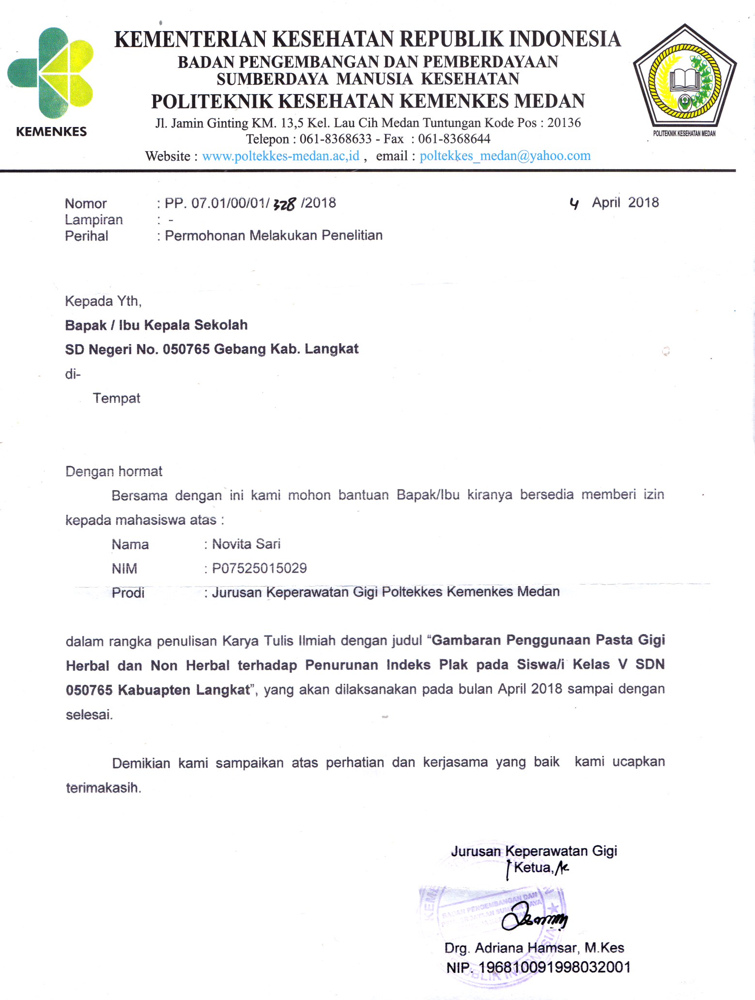 KEMENTERIAN KESEHATAN REPUBLIK INDONESIA
BADAN PENGEMBANGAN DAN PEMBERDAYAAN
SUMBERDAYA MANUSIA KESEHATAN
POLITEKNIK KESEHATAN KEMENKES MEDAN
Jl. Jamin Ginting KM. 13,5 Kel. Lau Cih Medan Tuntungan Kode Pos : 20136
Telepon : 061-8368633 - Fax : 061-8368644
Website : www.poltekkes-medan.ac,id , email : poltekkes_medan@yahoo.com
KEMENKES
POLITEKNIK KESEHATAN MEDAN
Nomor : PP. 07.01/00/01/ 328 /2018 4 April 2018
Lampiran : -
Perihal : Permohonan Melakukan Penelitian
Kepada Yth,
Bapak / Ibu Kepala Sekolah
SD Negeri No. 050765 Gebang Kab. Langkat
di-
Tempat
Dengan hormat
Bersama dengan ini kami mohon bantuan Bapak/Ibu kiranya bersedia memberi izin
kepada mahasiswa atas :
Nama : Novita Sari
NIM : P07525015029
Prodi : Jurusan Keperawatan Gigi Poltekkes Kemenkes Medan
dalam rangka penulisan Karya Tulis Ilmiah dengan judul “Gambaran Penggunaan Pasta Gigi
Herbal dan Non Herbal terhadap Penurunan Indeks Plak pada Siswa/i Kelas V SDN
050765 Kabuapten Langkat”, yang akan dilaksanakan pada bulan April 2018 sampai dengan
selesai.
Demikian kami sampaikan atas perhatian dan kerjasama yang baik kami ucapkan
terimakasih.
Jurusan Keperawatan Gigi
Ketua,
BADAN PENGEMBANGAN DAN
Drg. Adriana Hamsar, M.Kes
NIP. 196810091998032001